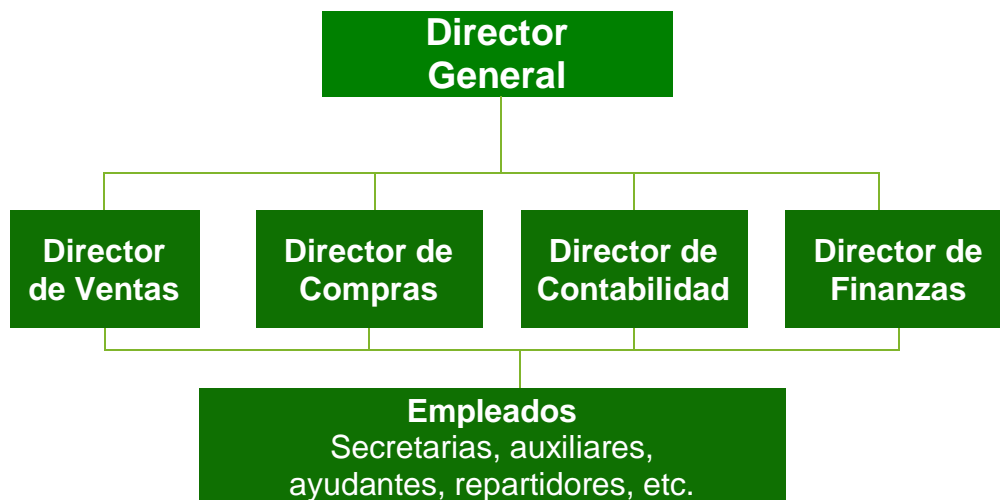 Director
General
Director
de Ventas
Director de
Compras
Director de
Contabilidad
Director de
Finanzas
Empleados
Secretarias, auxiliares,
ayudantes, repartidores, etc.